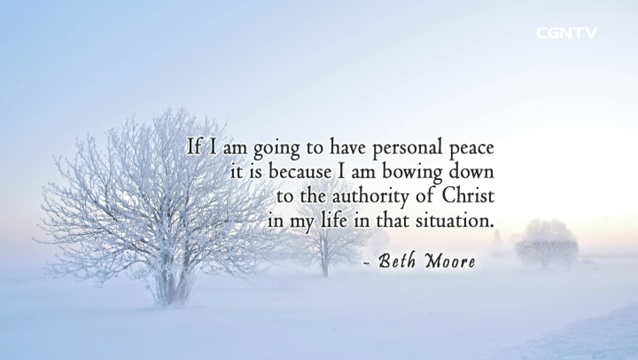 CGNTV
If I am going to have personal peace
it is because I am bowing down
to the authority of Christ
in my life in that situation.
- Beth Moore